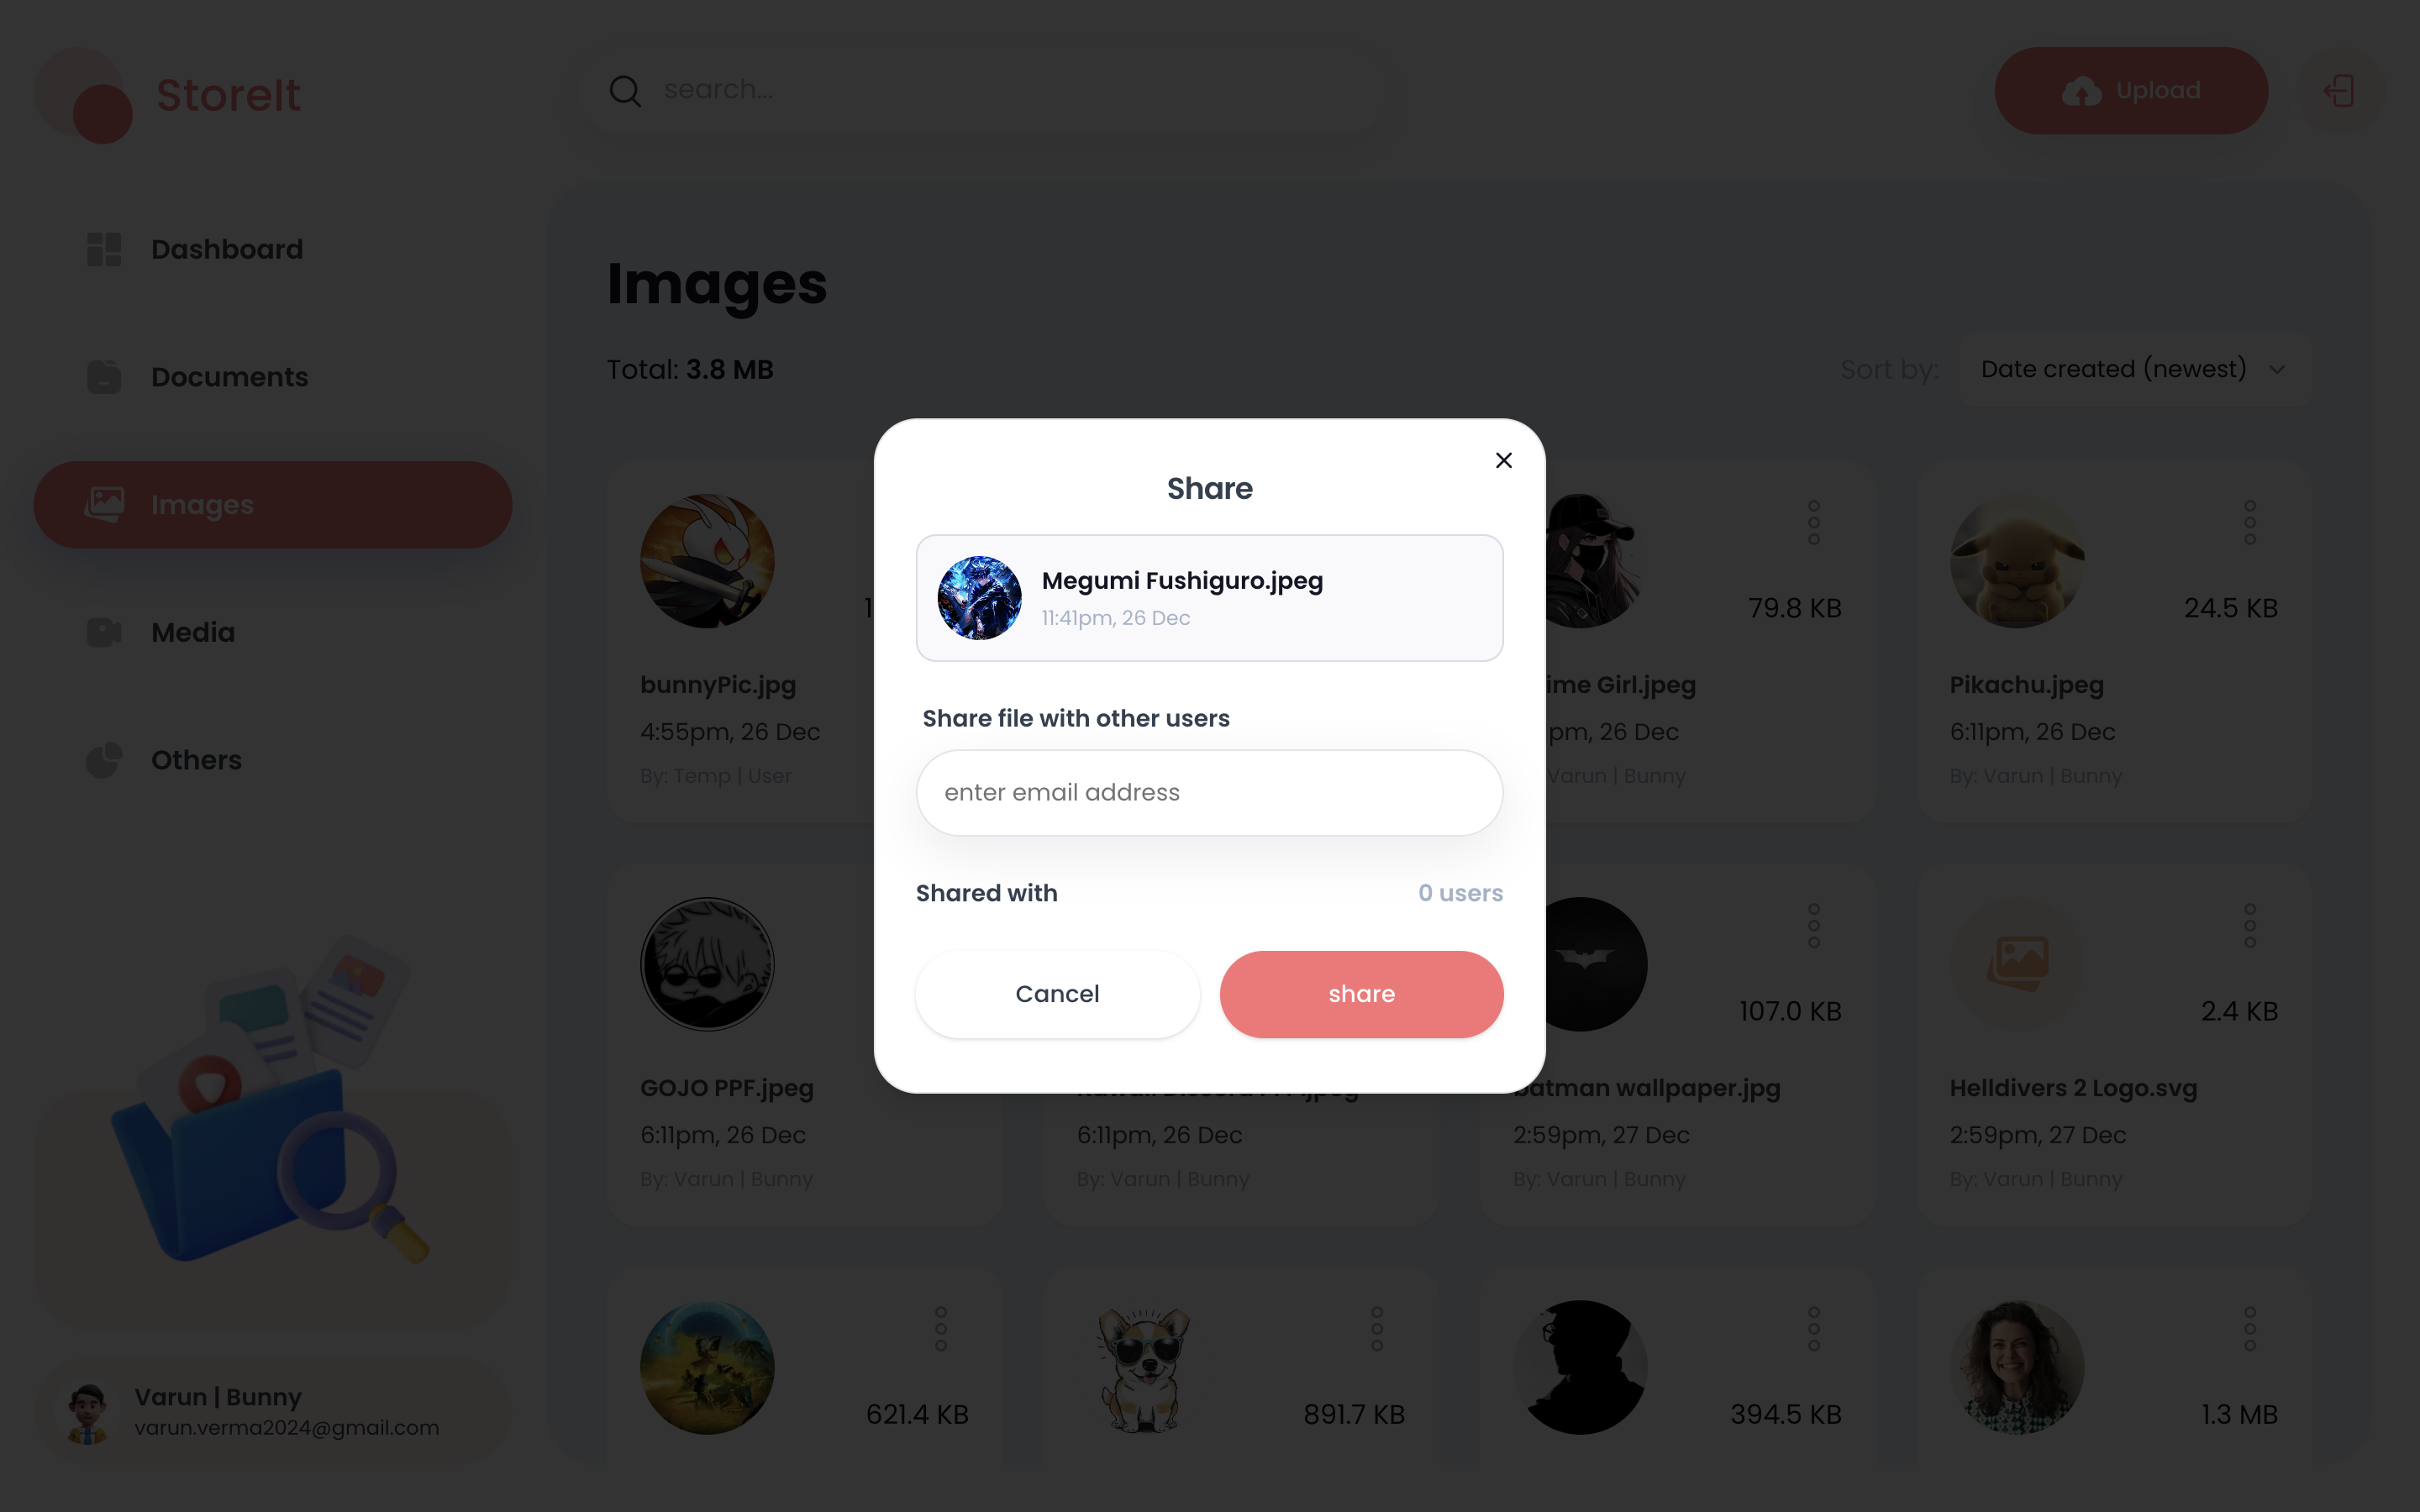 StoreIt
search...
Upload
Dashboard
Documents
Images
Media
Others
Varun | Bunny
varun.verma2024@gmail.com
Images
Total: 3.8 MB
Sort by: Date created (newest)
bunnyPic.jpg
4:55pm, 26 Dec
By: Temp | User
79.8 KB
Girl.jpeg
pm, 26 Dec
Varun | Bunny
24.5 KB
Pikachu.jpeg
6:11pm, 26 Dec
By: Varun | Bunny
GOJO PPF.jpeg
6:11pm, 26 Dec
By: Varun | Bunny
6:11pm, 26 Dec
By: Varun | Bunny
107.0 KB
batman wallpaper.jpg
2:59pm, 27 Dec
By: Varun | Bunny
2.4 KB
Helldivers 2 Logo.svg
2:59pm, 27 Dec
By: Varun | Bunny
621.4 KB
891.7 KB
394.5 KB
1.3 MB
Share
Megumi Fushiguro.jpeg
11:41pm, 26 Dec
Share file with other users
enter email address
Shared with
0 users
Cancel
share